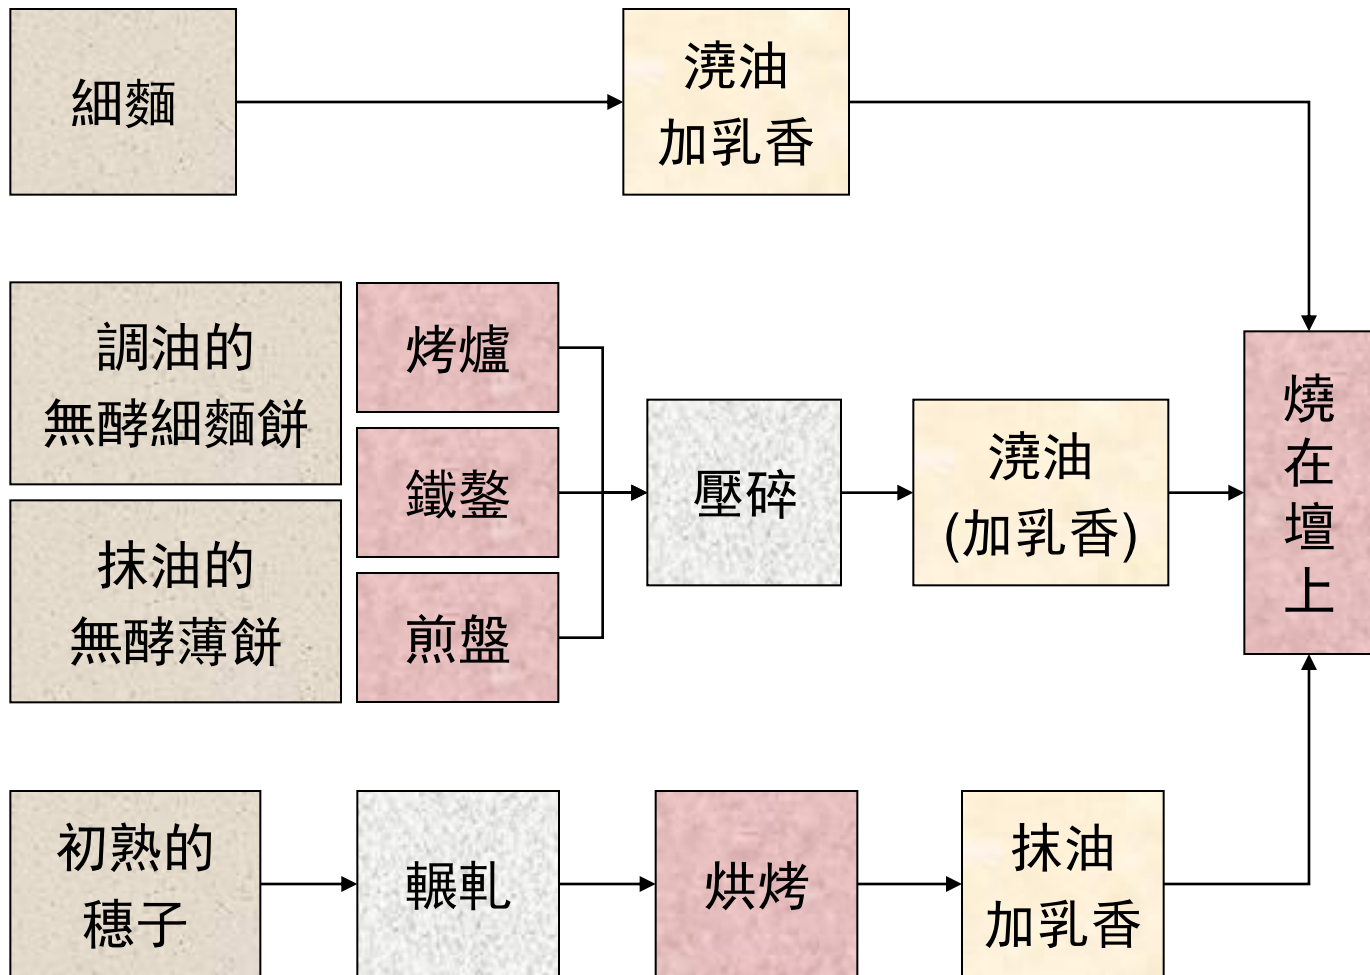 細麵
澆油
加乳香
調油的
無酵細麵餅
抹油的
無酵薄餅
烤爐
鐵鏊
煎盤
壓碎
澆油
(加乳香)
燒在壇上
初熟的
穗子
輾軋
烘烤
抹油
加乳香